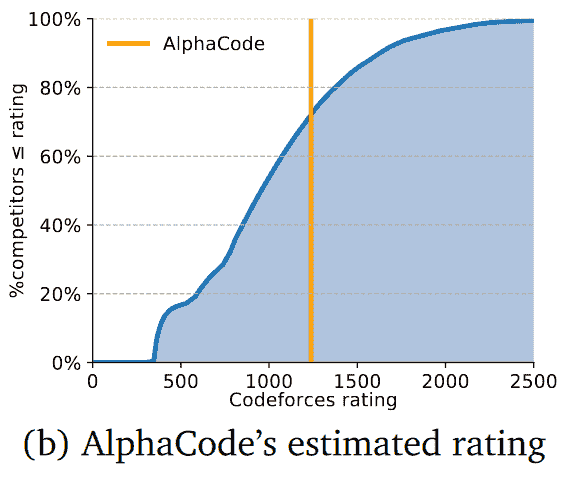 100%
AlphaCode
80%
60%
40%
20%
0%
%competitors ≤ rating
0 500 1000 1500 2000 2500
Codeforces rating
(b) AlphaCode's estimated rating